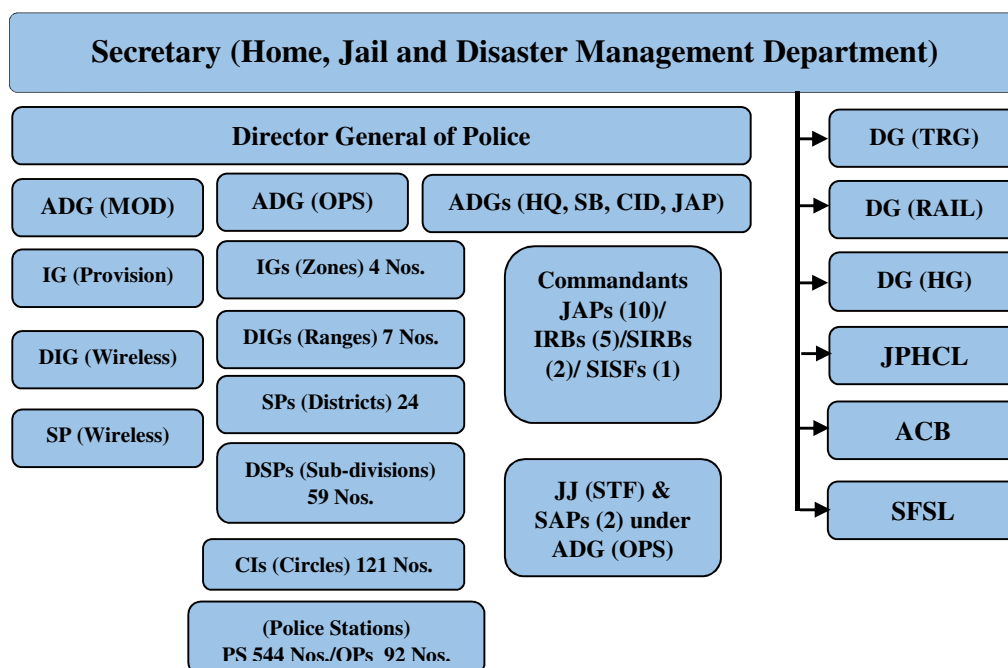 Secretary (Home, Jail and Disaster Management Department)
Director General of Police
ADG (MOD)
IG (Provision)
DIG (Wireless)
SP (Wireless)
ADG (OPS)
IGs (Zones) 4 Nos.
DIGs (Ranges) 7 Nos.
SPs (Districts) 24
DSPs (Sub-divisions)
59 Nos.
CIs (Circles) 121 Nos.
(Police Stations)
PS 544 Nos./OPs 92 Nos.
ADGs (HQ, SB, CID, JAP)
Commandants
JAPs (10)/
IRBs (5)/SIRBs
(2)/ SISFs (1)
JJ (STF) &
SAPs (2) under
ADG (OPS)
DG (TRG)
DG (RAIL)
DG (HG)
JPHCL
ACB
SFSL